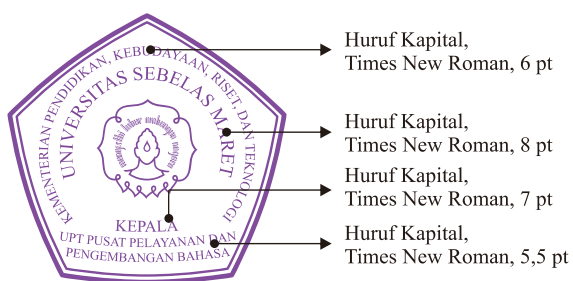 KEMENTERIAN PENDIDIKAN, KEBUDAYAAN, RISET, DAN TEKNOLOGI
UNIVERSITAS SEBELAS MARET
KEPALA
UPT PUSAT PELAYANAN DAN
PENGEMBANGAN BAHASA
Huruf Kapital,
Times New Roman, 6 pt
Huruf Kapital,
Times New Roman, 8 pt
Huruf Kapital,
Times New Roman, 7 pt
Huruf Kapital,
Times New Roman, 5,5 pt